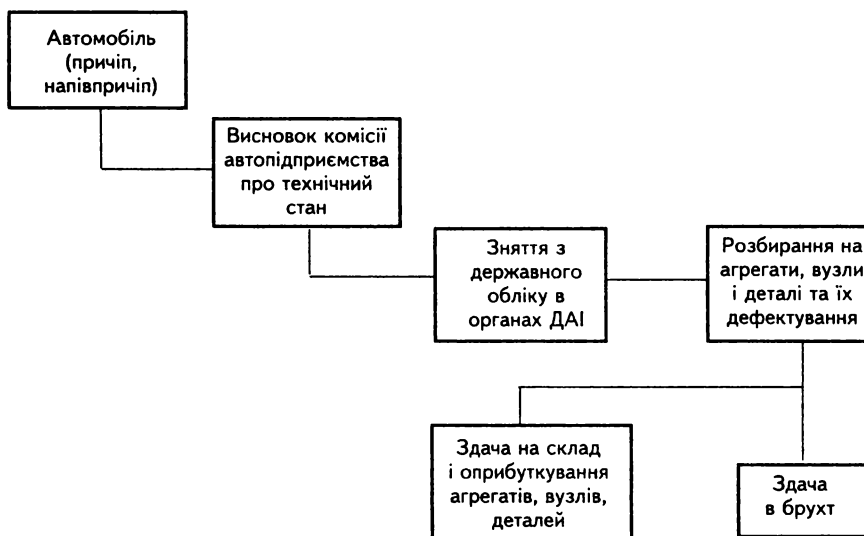 Автомобіль
(причіп,
напівпричіп)
Висновок комісії
автопідприємства
про технічний
стан
Зняття з
державного
обліку в
органах ДАІ
Розбирання на
агрегати, вузли
і деталі та їх
дефектування
Здача на склад
і оприбуткування
агрегатів, вузлів,
деталей
Здача
в брухт